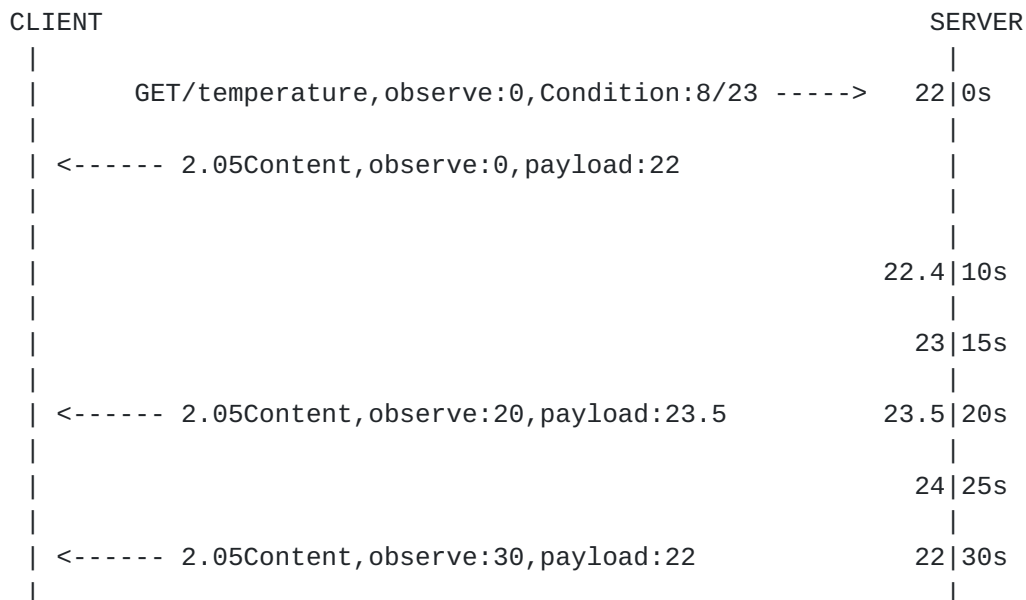 CLIENT SERVER
| |
| GET/temperature,observe:0,Condition:8/23 -----> 22|0s
| |
| <------ 2.05Content,observe:0,payload:22 |
| |
| |
| 22.4|10s
| |
| 23|15s
| |
| <------ 2.05Content,observe:20,payload:23.5 23.5|20s
| |
| 24|25s
| |
| <------ 2.05Content,observe:30,payload:22 22|30s
| |